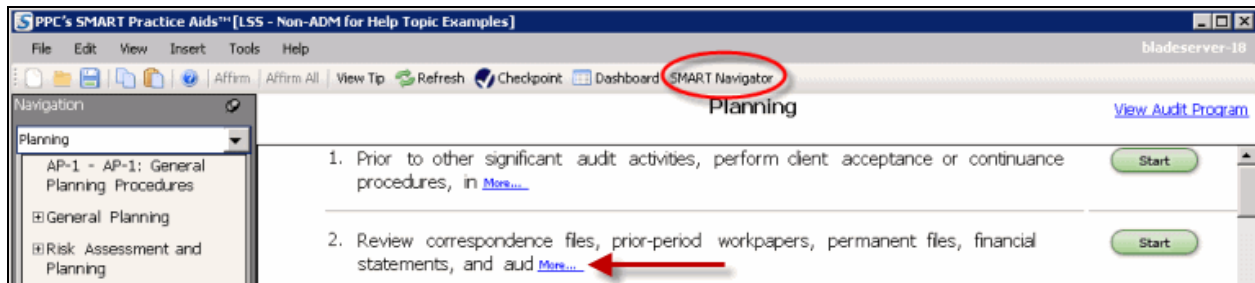 PPC's SMART Practice Aids™ [LSS - Non-ADM for Help Topic Examples]
File Edit View Insert Tools Help bladeserver-18
Affirm Affirm All View Tip Refresh Checkpoint Dashboard SMART Navigator
Navigation
Planning
View Audit Program
Planning
AP-1 - AP-1: General
Planning Procedures
General Planning
Risk Assessment and
Planning
1. Prior to other significant audit activities, perform client acceptance or continuance
procedures, in More...
Start
2. Review correspondence files, prior-period workpapers, permanent files, financial
statements, and aud More...
Start